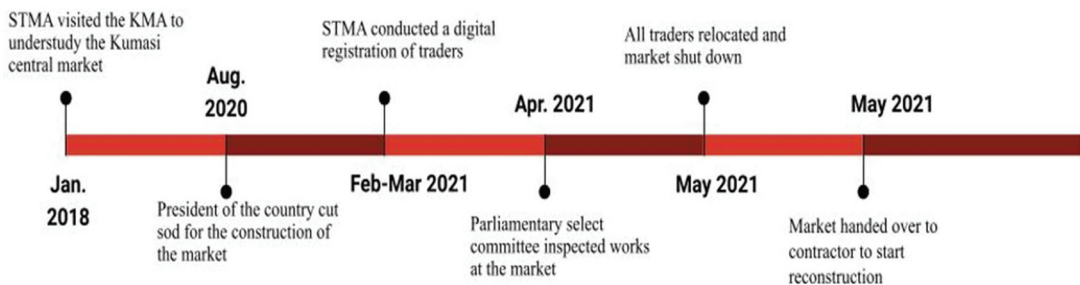 STMA visited the KMA to
understudy the Kumasi
central market
Jan.
2018
Aug.
2020
President of the country cut
sod for the construction of
the market
STMA conducted a digital
registration of traders
Feb-Mar 2021
Apr. 2021
Parliamentary select
committee inspected works
at the market
All traders relocated and
market shut down
May 2021
May 2021
Market handed over to
contractor to start
reconstruction